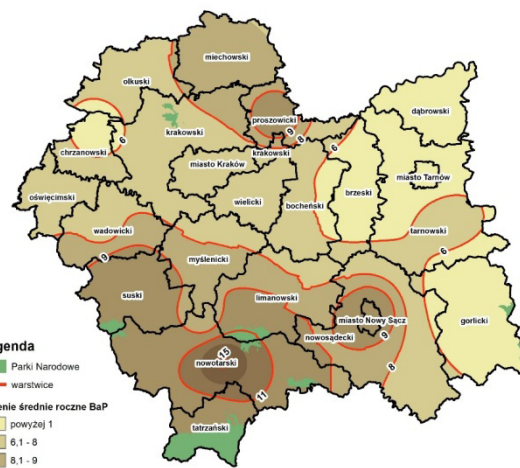 miechowski
olkuski
dąbrowski
proszowicki
9
8
krakowski
6
6
chrzanowski
krakowski
miasto Kraków
miasto Tarnów
oświęcimski
brzeski
wielicki
bocheński
wadowicki
tarnowski
9
myślenicki
6
suski
limanowski
miasto Nowy Sącz
gorlicki
nowosądecki
9
15
nowotarski
8
11
tatrzański
genda
Parki Narodowe
warstwice
enie średnie roczne BaP
powyżej 1
6,1 - 8
8,1 - 9